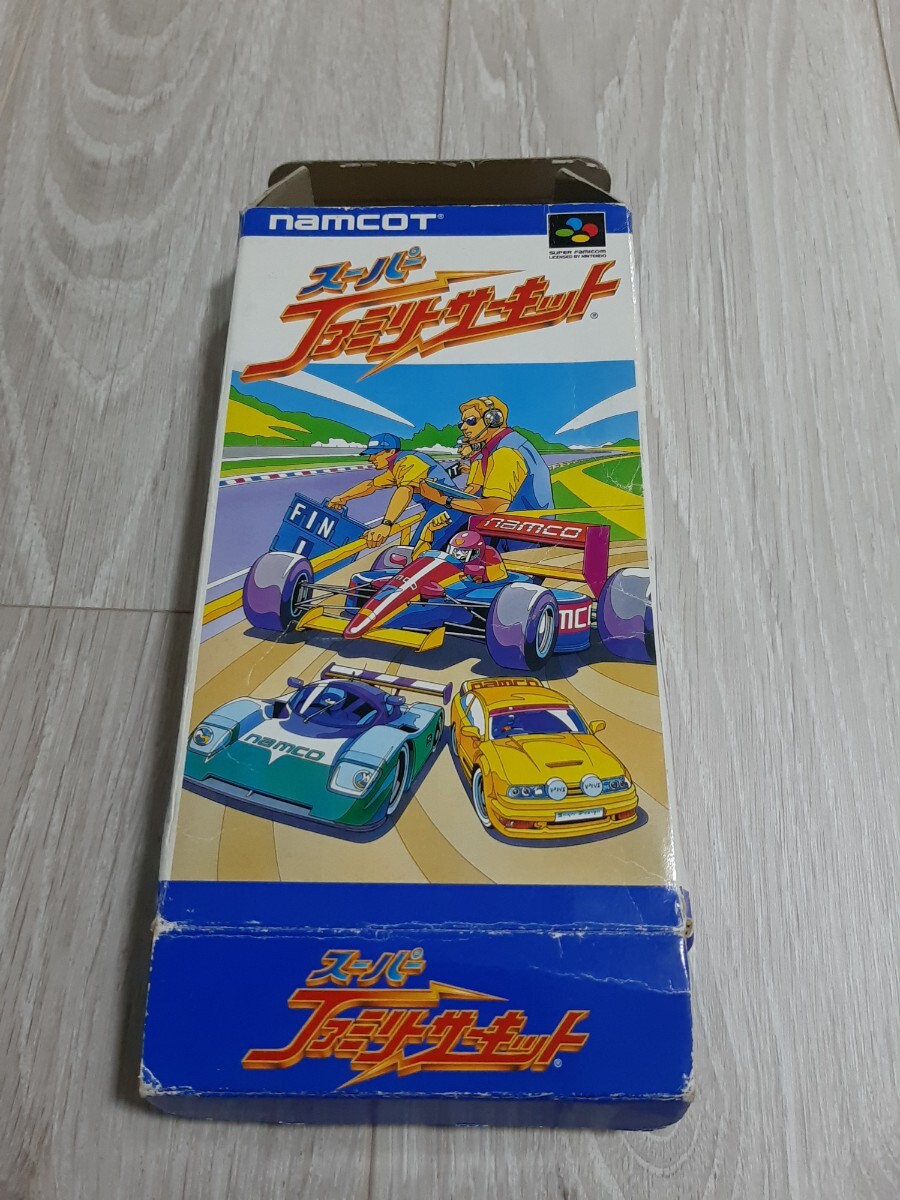 namcoT®
SUPER FAMICOM
LICENSED BY NINTENDO
スーパー
ファミリーサーキット®
FIN
1
namco
namco
namco
スーパー
ファミリーサーキット®